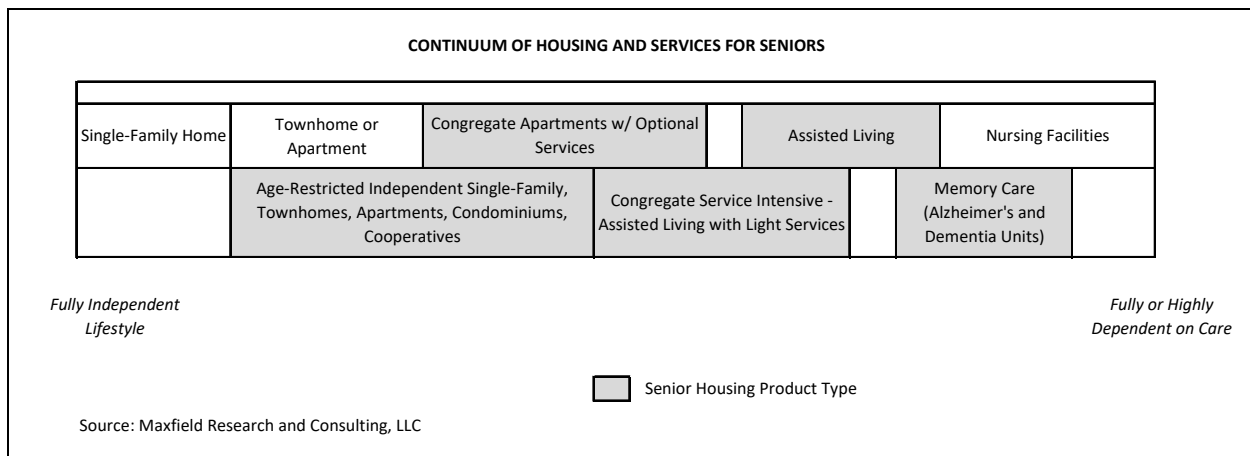 CONTINUUM OF HOUSING AND SERVICES FOR SENIORS
Single-Family Home
Townhome or
Apartment
Congregate Apartments w/ Optional
Services
Assisted Living
Nursing Facilities
Age-Restricted Independent Single-Family,
Townhomes, Apartments, Condominiums,
Cooperatives
Congregate Service Intensive -
Assisted Living with Light Services
Memory Care
(Alzheimer's and
Dementia Units)
Fully Independent
Lifestyle
Fully or Highly
Dependent on Care
Senior Housing Product Type
Source: Maxfield Research and Consulting, LLC